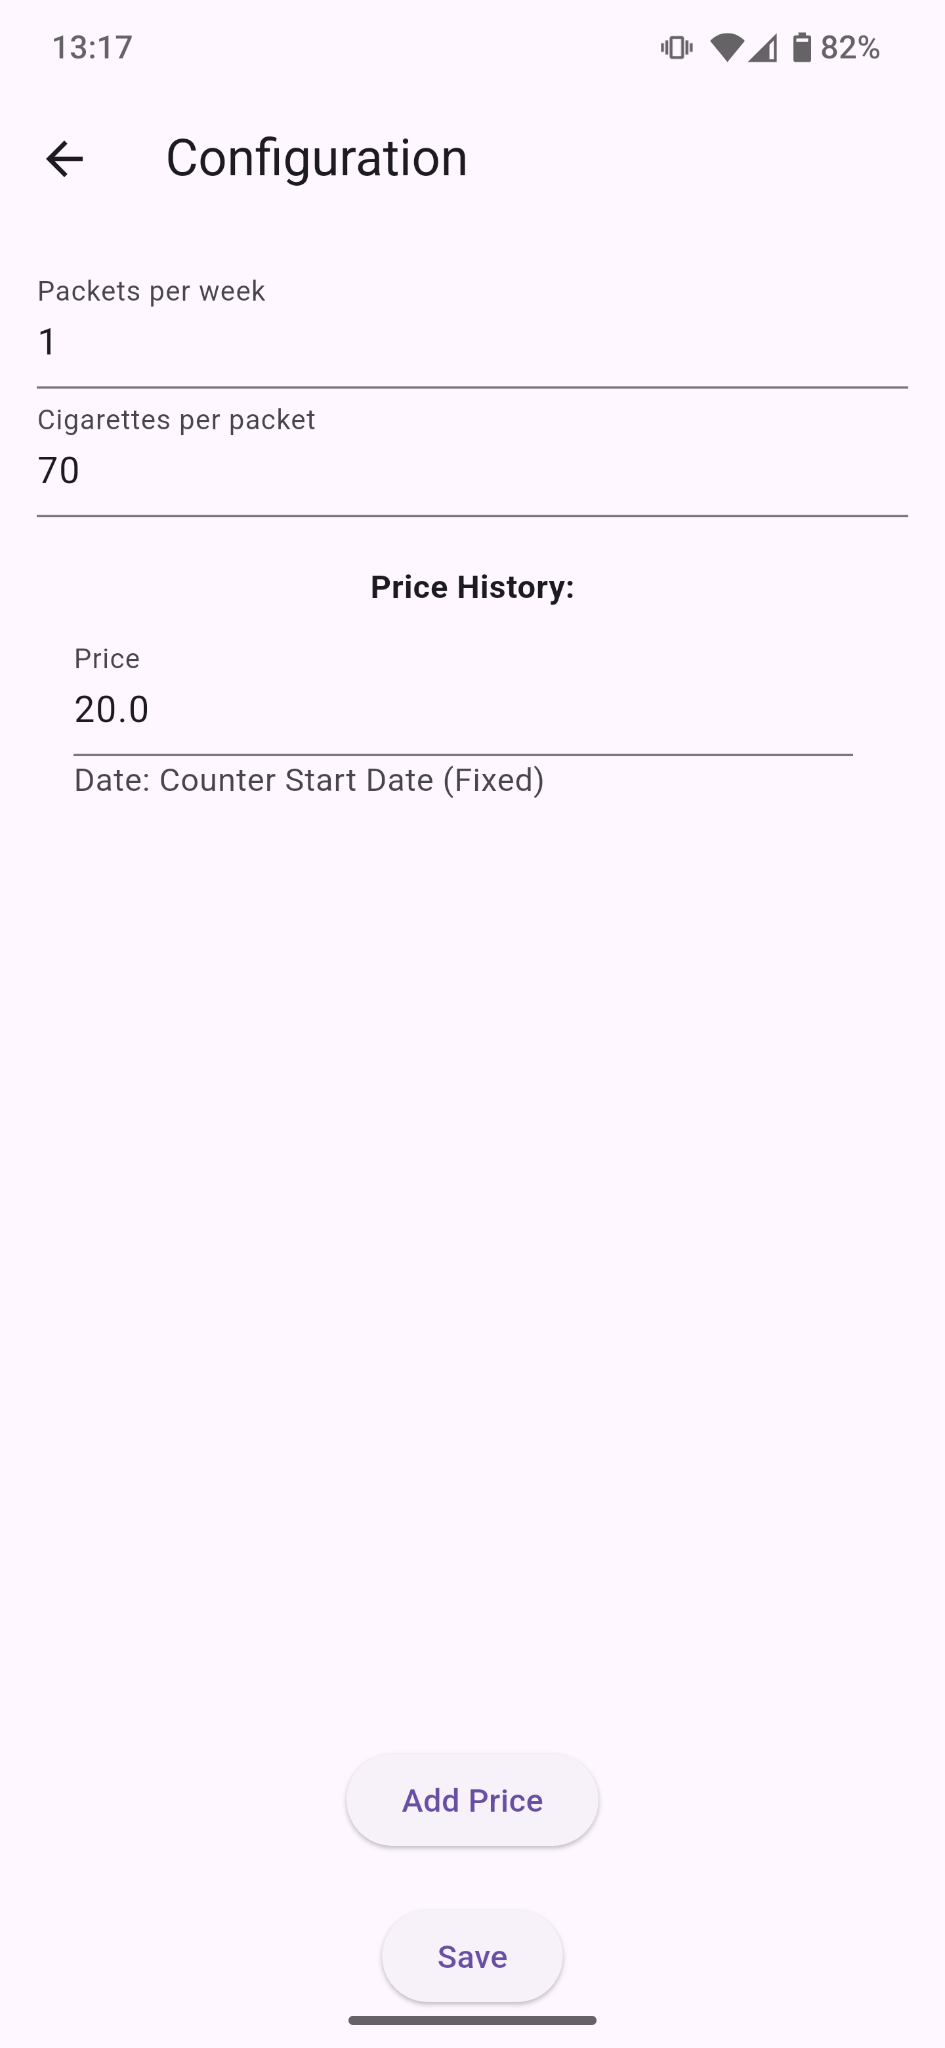 13:17 82%
Configuration
Packets per week
1
Cigarettes per packet
70
Price History:
Price
20.0
Date: Counter Start Date (Fixed)
Add Price
Save